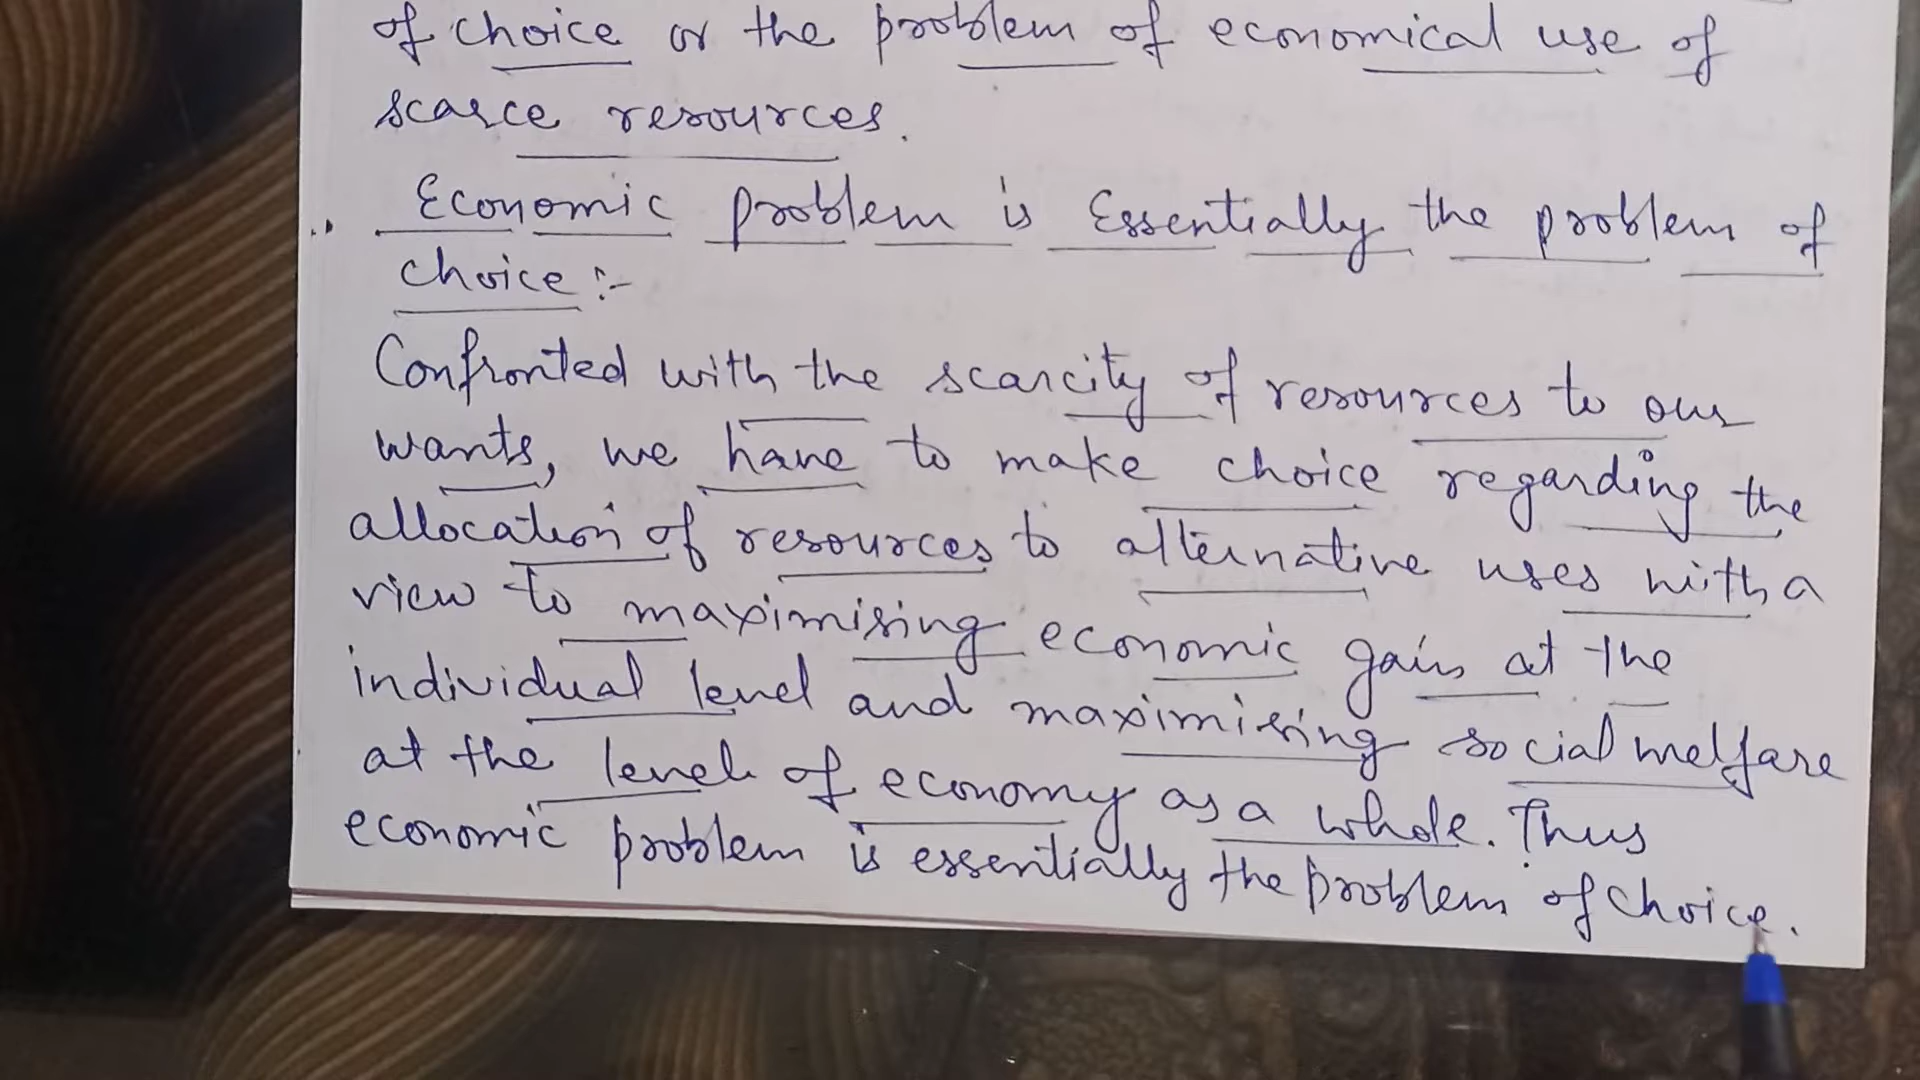 of choice or the problem of economical use of
scarce resources.
Economic problem is Essentially the problem of
choice :-
Confronted with the scarcity of resources to our
wants, we have to make choice regarding the
allocation of resources to alternative uses with a
view to maximising economic gain at the
individual level and maximising social welfare
at the level of economy as a whole. Thus
economic problem is essentially the problem of choice.